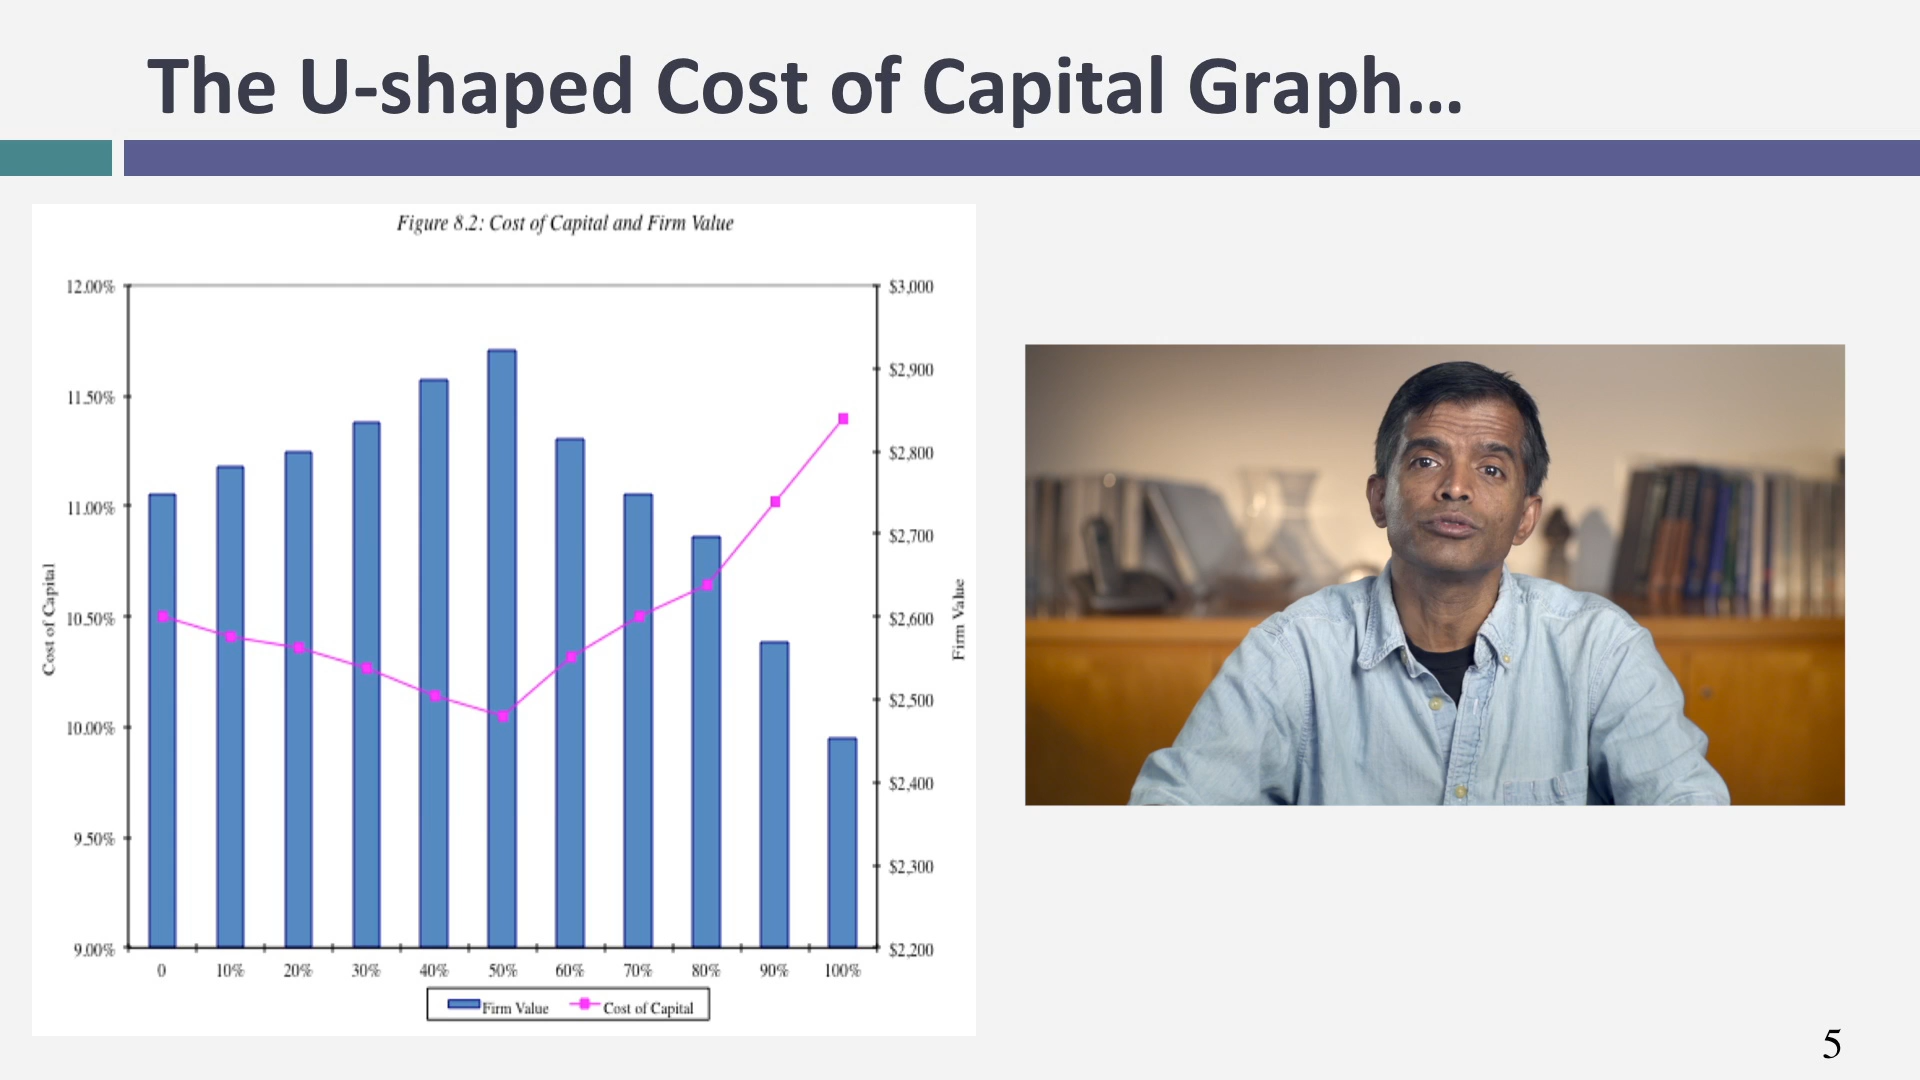 The U-shaped Cost of Capital Graph…
Figure 8.2: Cost of Capital and Firm Value
12.00%
11.50%
11.00%
10.50%
10.00%
9.50%
9.00%
Cost of Capital
$3,000
$2,900
$2,800
$2,700
$2,600
$2,500
$2,400
$2,300
$2,200
Firm Value
0 10% 20% 30% 40% 50% 60% 70% 80% 90% 100%
Firm Value Cost of Capital
5